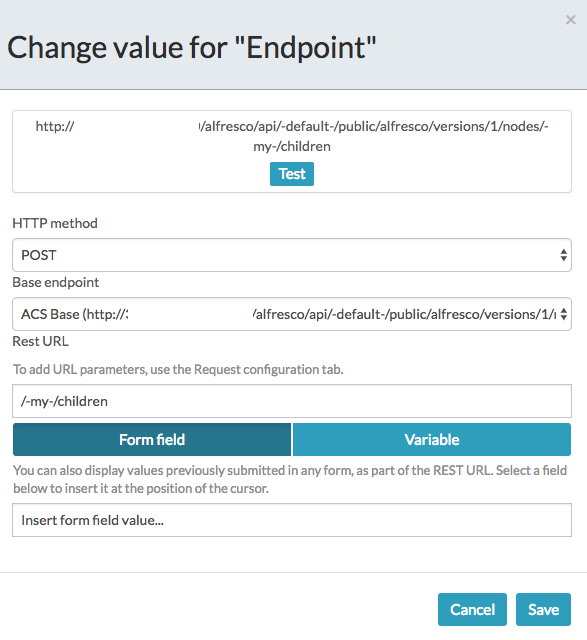 ×
Change value for "Endpoint"
http:// )/alfresco/api/-default-/public/alfresco/versions/1/nodes/-
my-/children
Test
HTTP method
POST
Base endpoint
ACS Base (http://: /alfresco/api/-default-/public/alfresco/versions/1/
Rest URL
To add URL parameters, use the Request configuration tab.
/-my-/children
Form field Variable
You can also display values previously submitted in any form, as part of the REST URL. Select a field
below to insert it at the position of the cursor.
Insert form field value...
Cancel Save